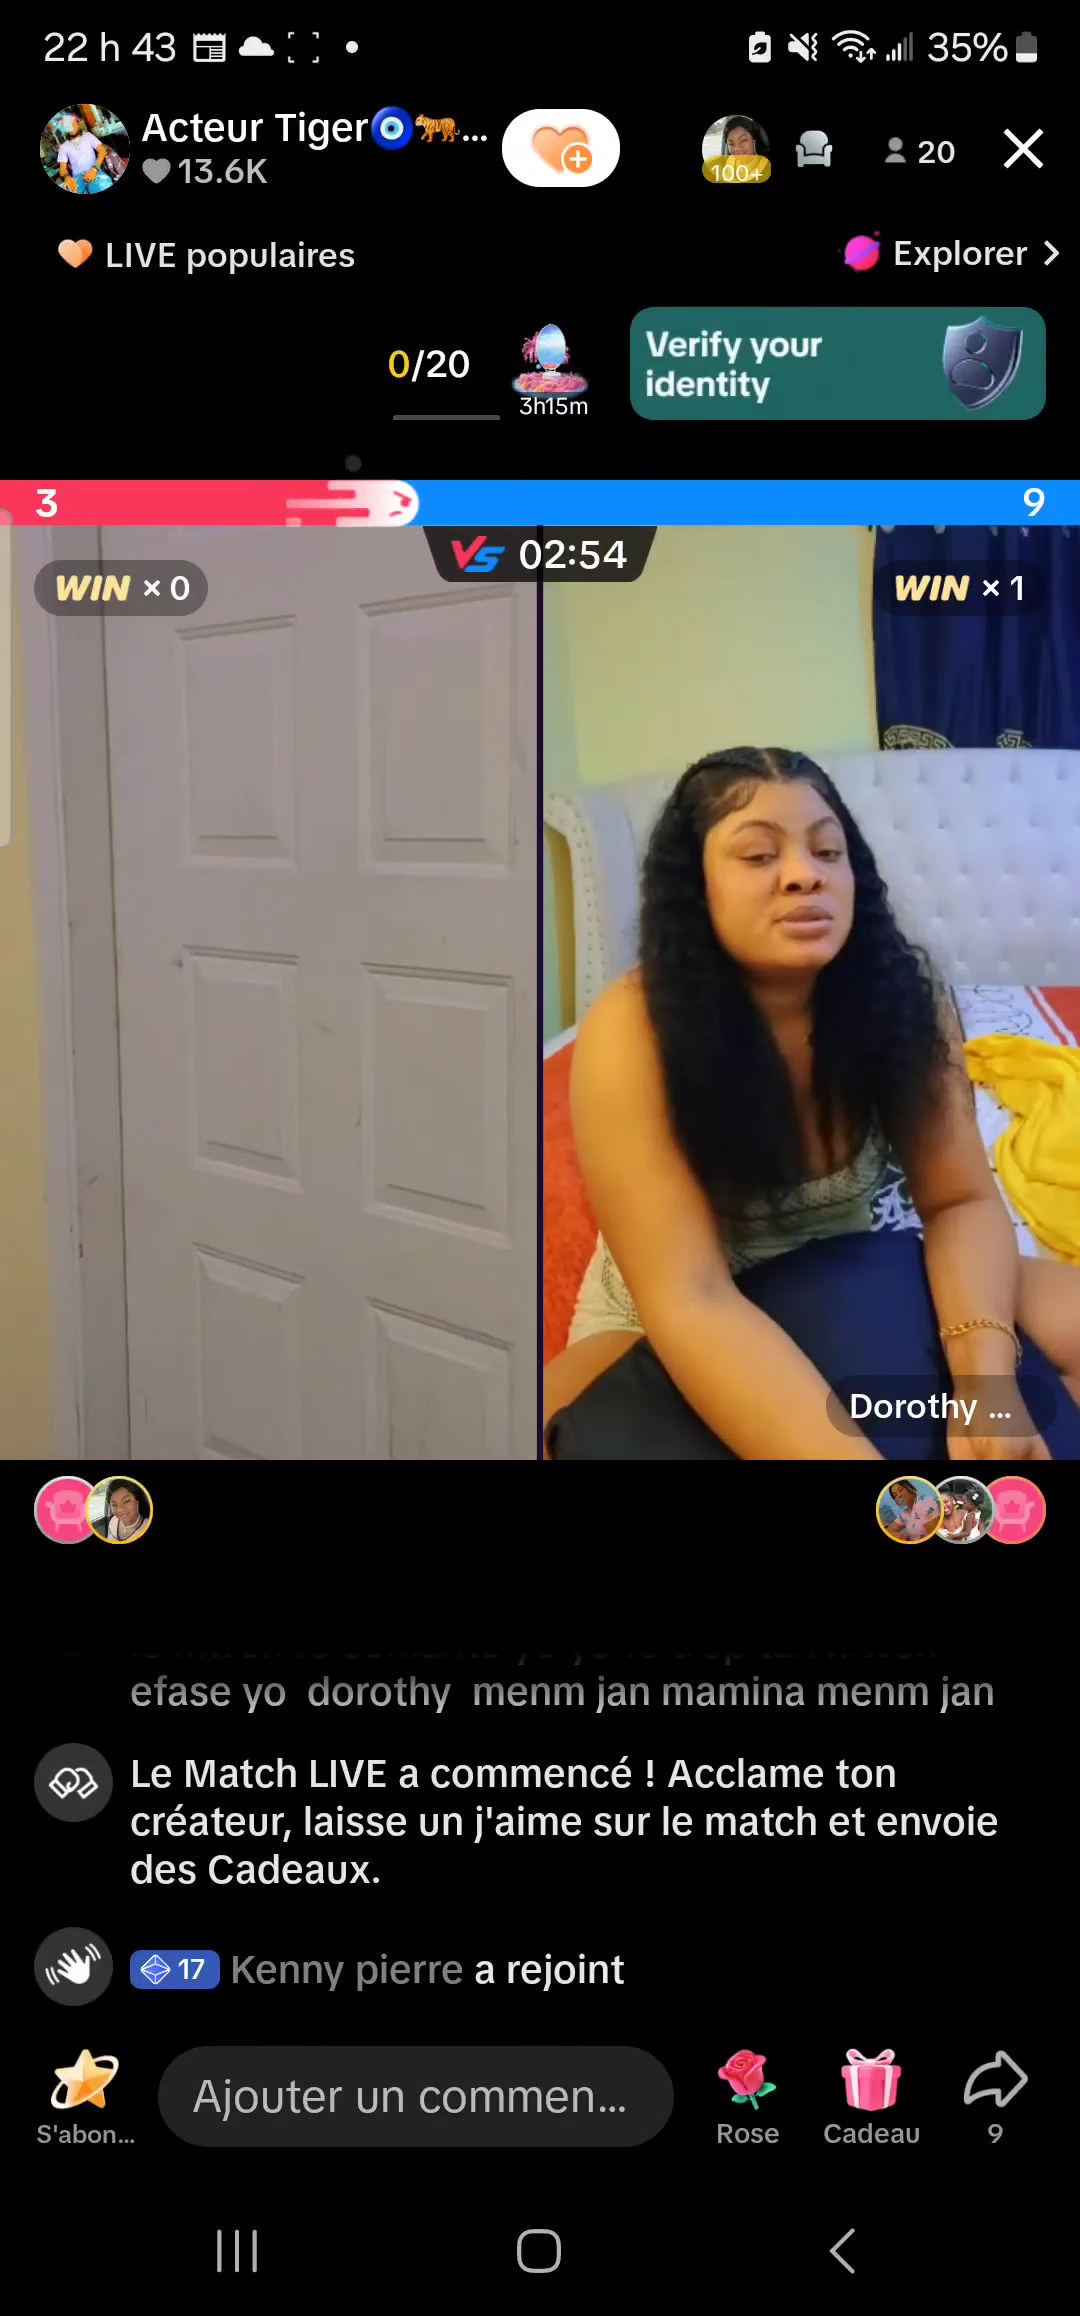 22 h 43
35%
Acteur Tiger🧿🐅...
13.6K
100+
20
LIVE populaires
Explorer
0/20
3h15m
Verify your
identity
3
9
VS 02:54
WIN × 0
WIN × 1
Dorothy ...
efase yo dorothy menm jan mamina menm jan
Le Match LIVE a commencé ! Acclame ton
créateur, laisse un j'aime sur le match et envoie
des Cadeaux.
17 Kenny pierre a rejoint
Ajouter un commen...
S'abon...
Rose
Cadeau
9